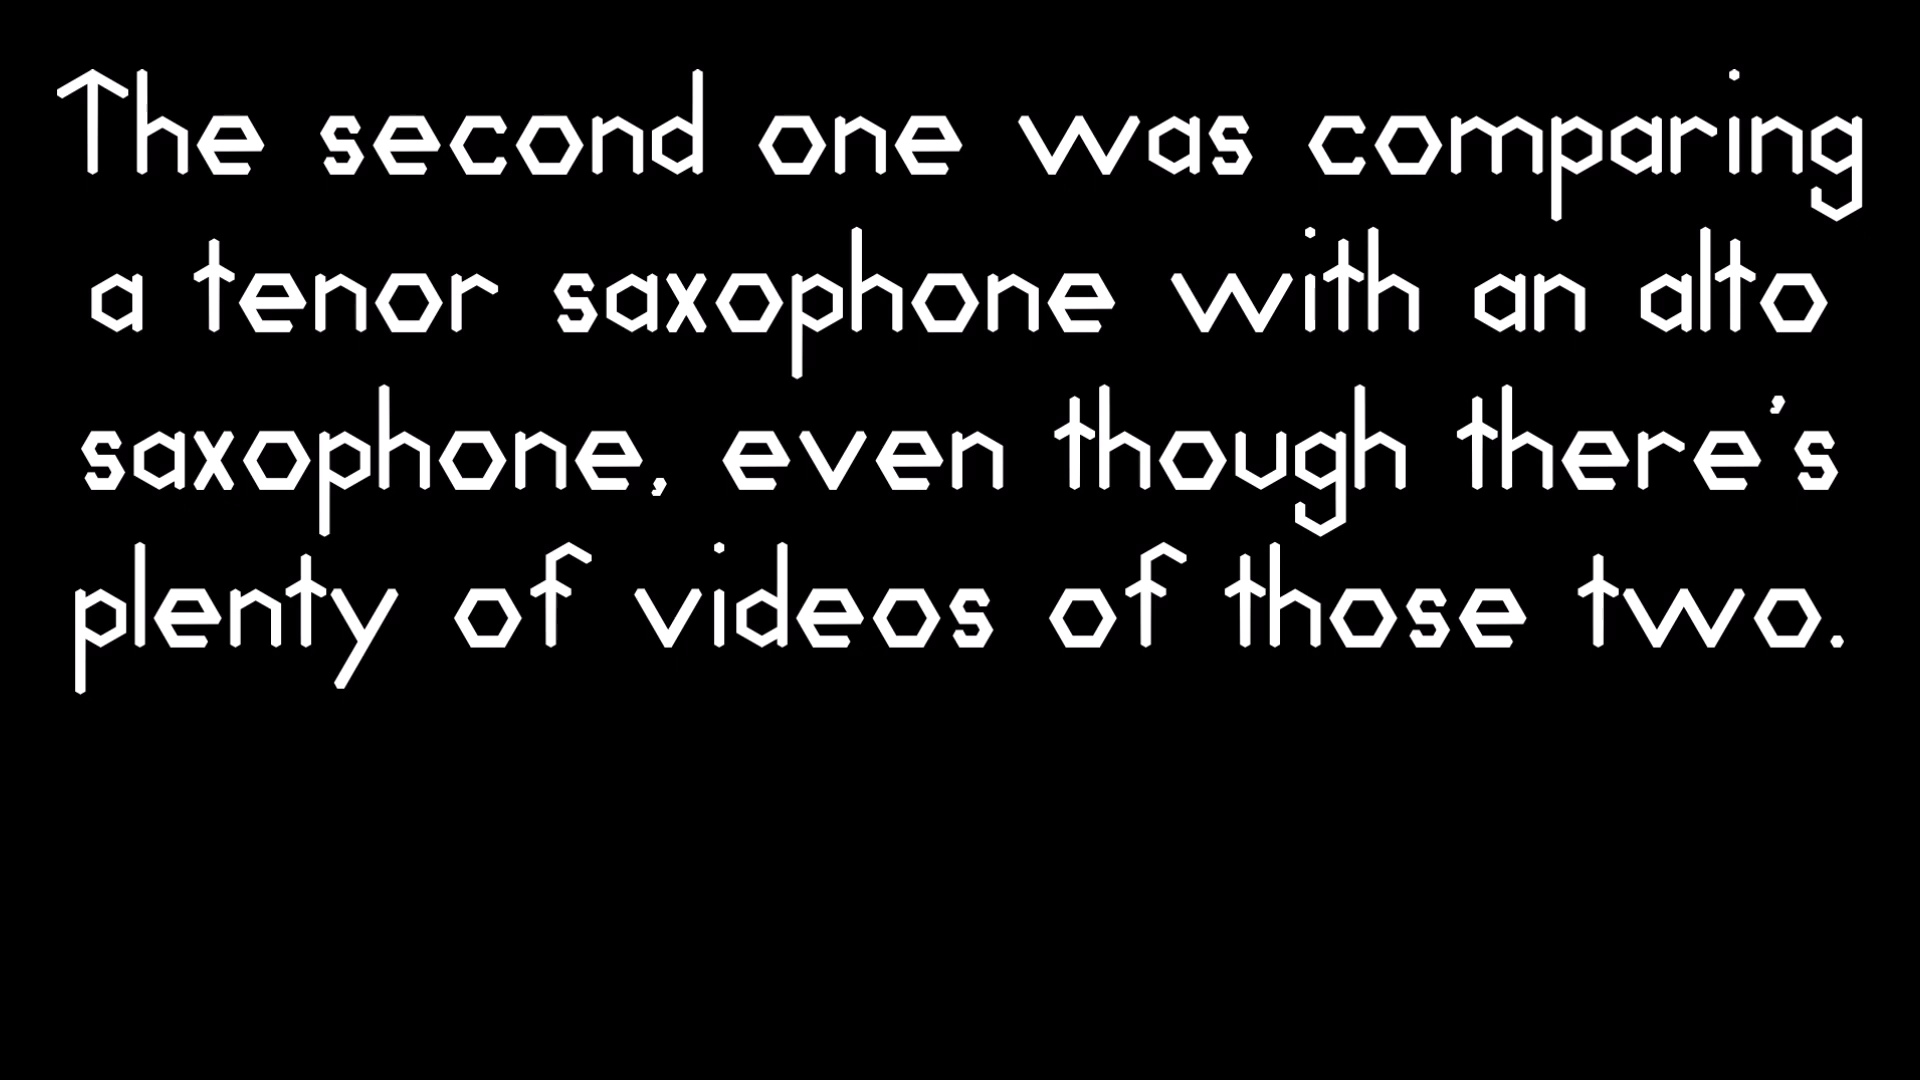 The second one was comparing
a tenor saxophone with an alto
saxophone, even though there's
plenty of videos of those two.